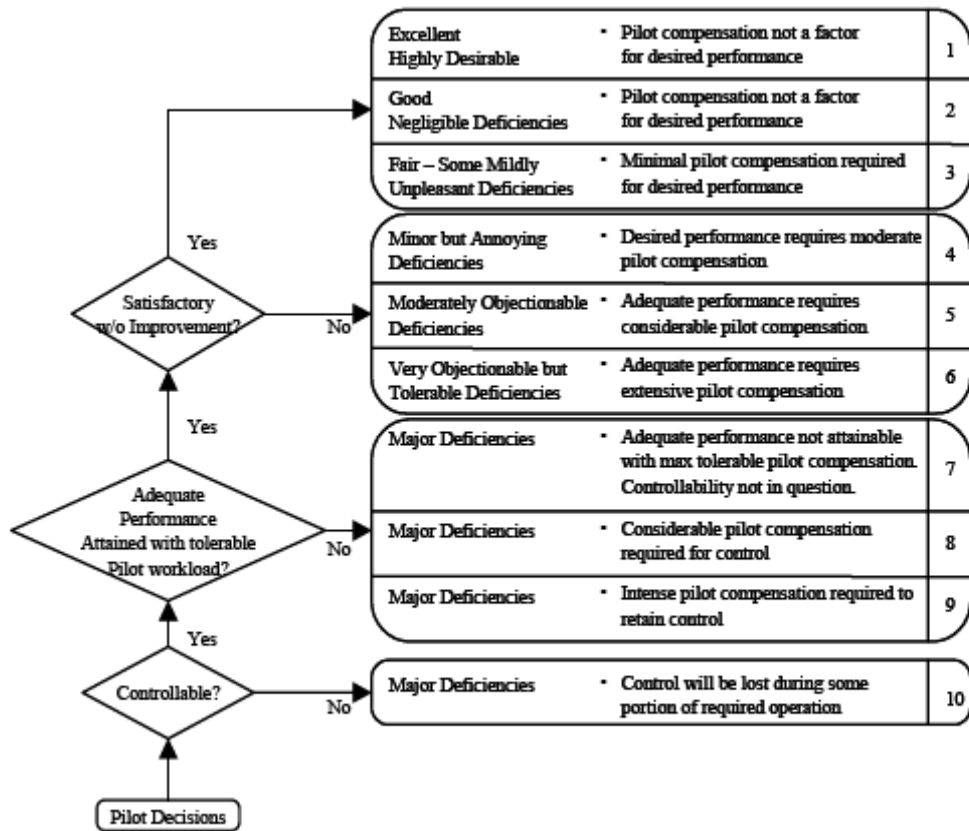 Excellent
Highly Desirable
▪ Pilot compensation not a factor
for desired performance
1
Good
Negligible Deficiencies
▪ Pilot compensation not a factor
for desired performance
2
Fair – Some Mildly
Unpleasant Deficiencies
▪ Minimal pilot compensation required
for desired performance
3
Yes
Satisfactory
w/o Improvement?
No
Minor but Annoying
Deficiencies
▪ Desired performance requires moderate
pilot compensation
4
Moderately Objectionable
Deficiencies
▪ Adequate performance requires
considerable pilot compensation
5
Very Objectionable but
Tolerable Deficiencies
▪ Adequate performance requires
extensive pilot compensation
6
Yes
Adequate
Performance
Attained with tolerable
Pilot workload?
No
Major Deficiencies
▪ Adequate performance not attainable
with max tolerable pilot compensation.
Controllability not in question.
7
Major Deficiencies
▪ Considerable pilot compensation
required for control
8
Major Deficiencies
▪ Intense pilot compensation required to
retain control
9
Yes
Controllable?
No
Major Deficiencies
▪ Control will be lost during some
portion of required operation
10
Pilot Decisions